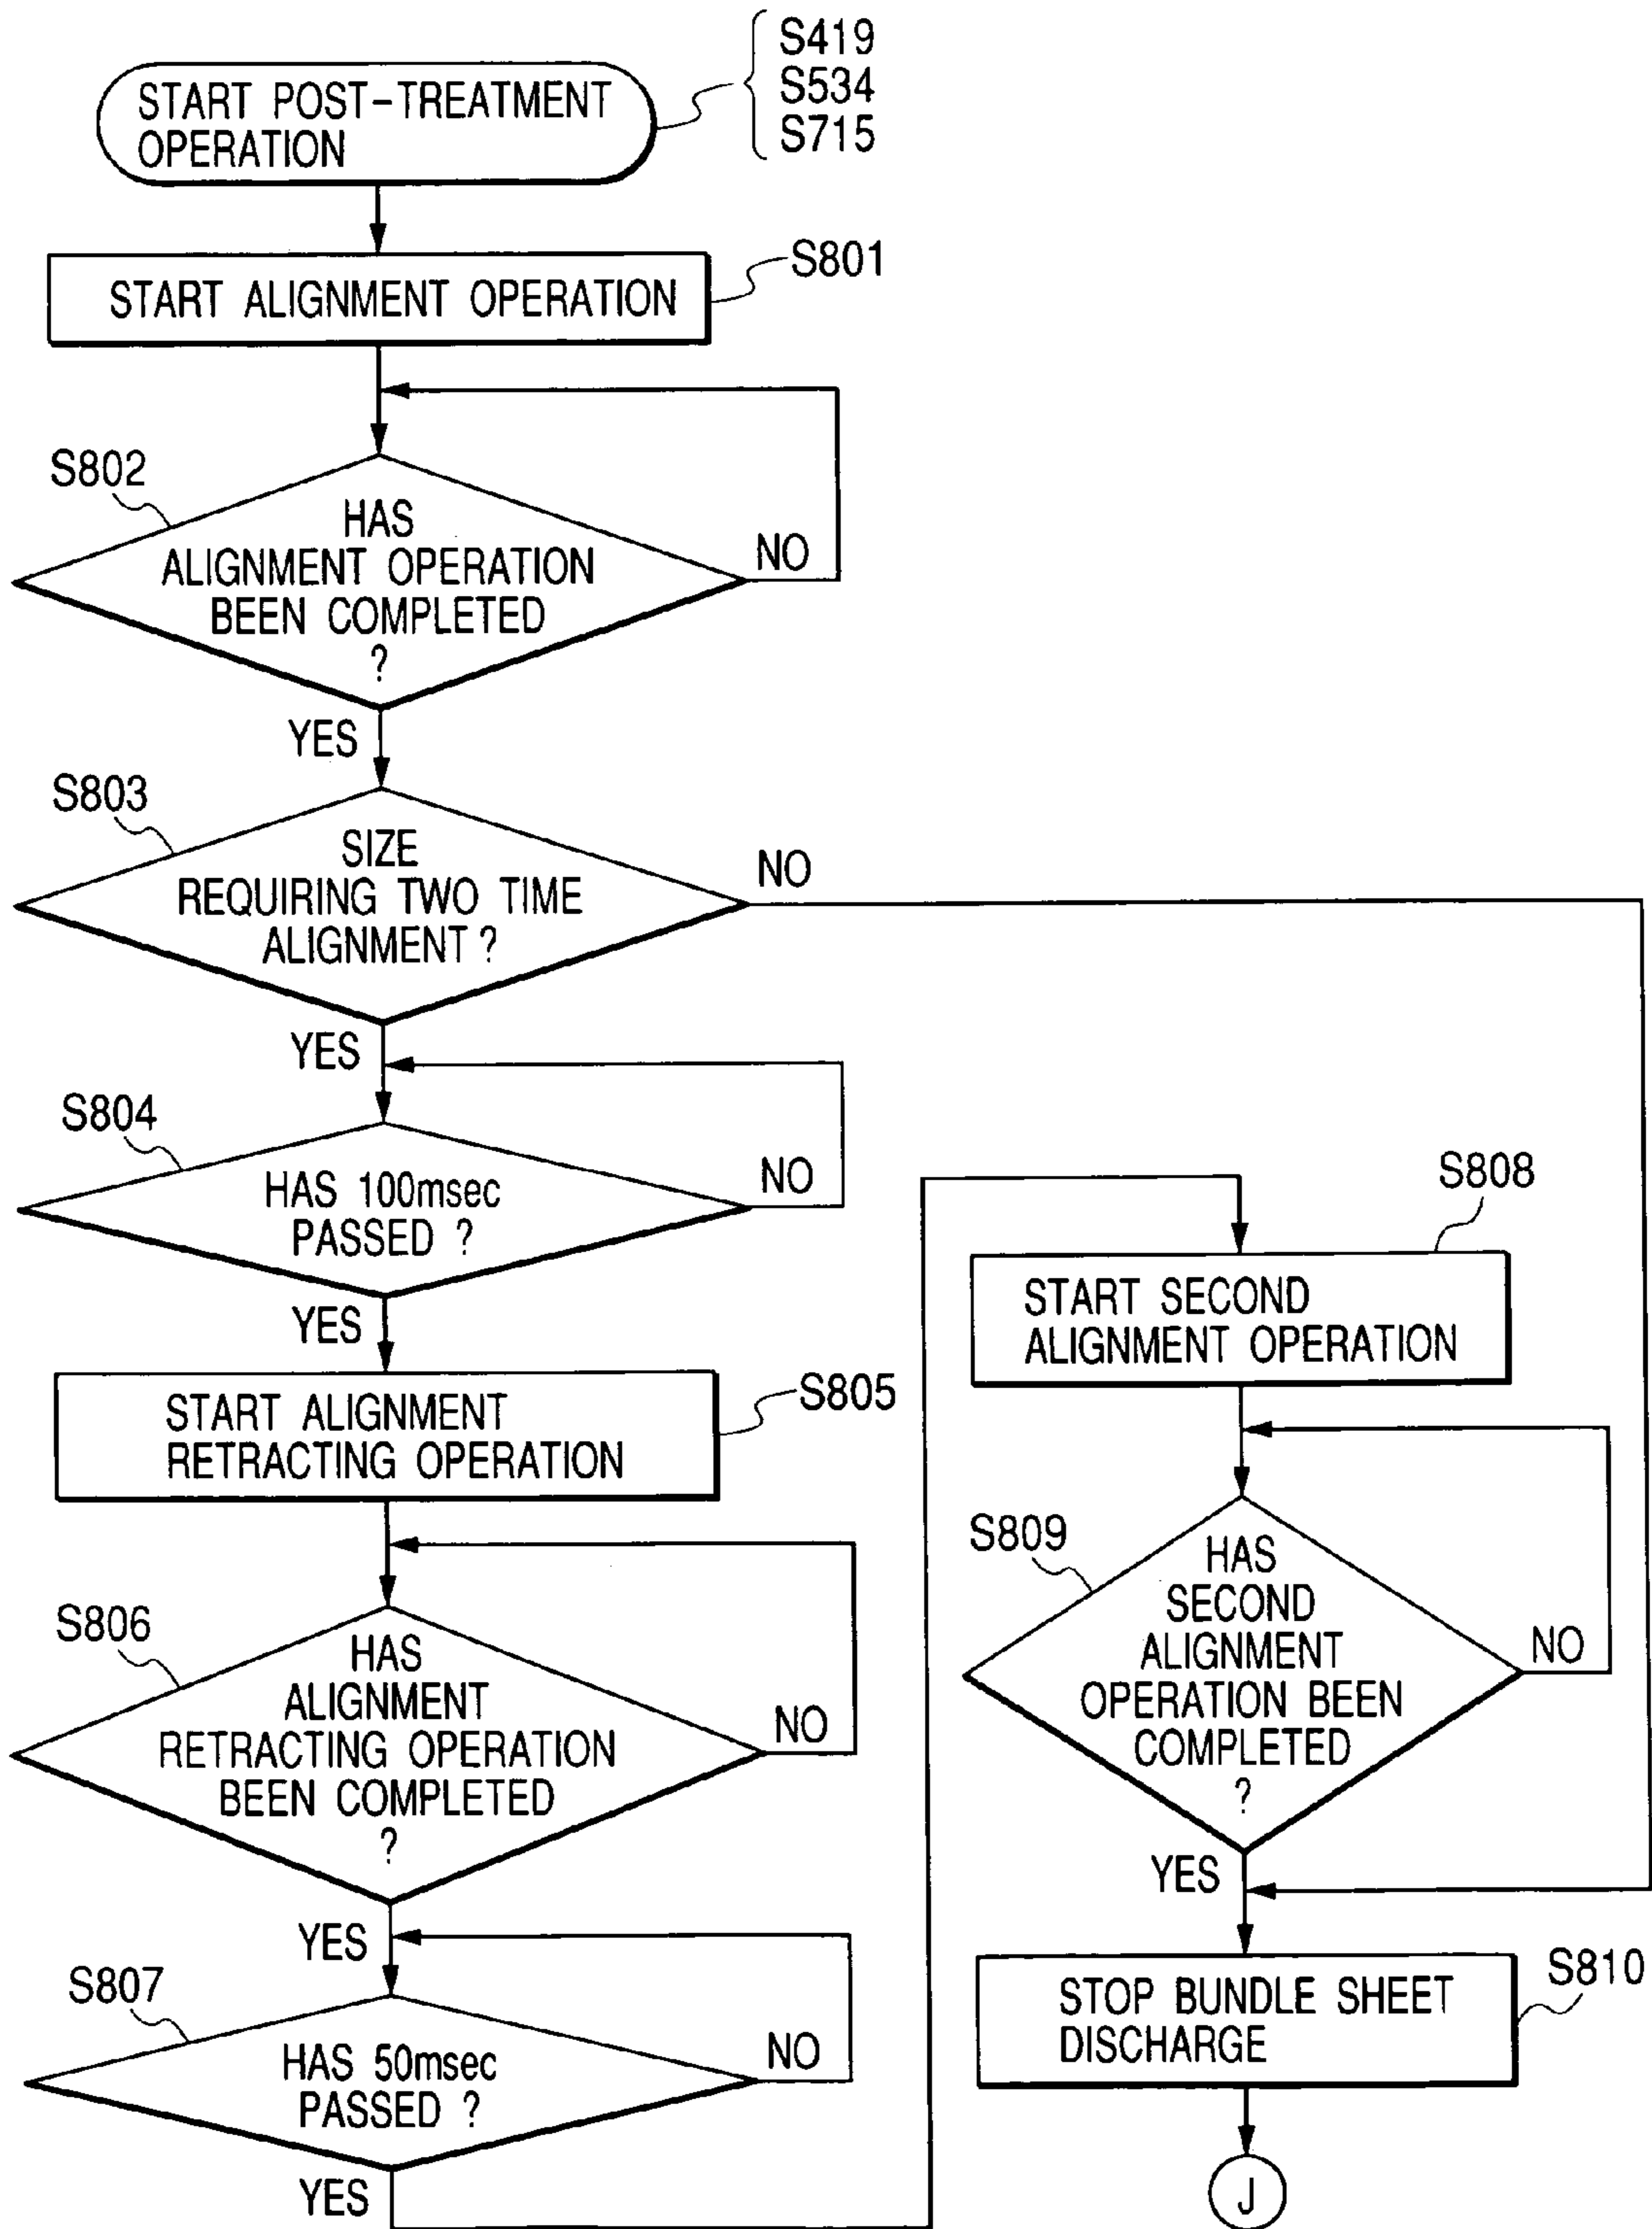 START POST-TREATMENT
OPERATION
S419
S534
S715
START ALIGNMENT OPERATION
S801
S802
HAS
ALIGNMENT OPERATION
BEEN COMPLETED
?
NO
YES
S803
SIZE
REQUIRING TWO TIME
ALIGNMENT?
NO
YES
S804
HAS 100msec
PASSED ?
NO
YES
START ALIGNMENT
RETRACTING OPERATION
S805
S806
HAS
ALIGNMENT
RETRACTING OPERATION
BEEN COMPLETED
?
NO
YES
S807
HAS 50msec
PASSED ?
NO
YES
S808
START SECOND
ALIGNMENT OPERATION
S809
HAS
SECOND
ALIGNMENT
OPERATION BEEN
COMPLETED
?
NO
YES
STOP BUNDLE SHEET
DISCHARGE
S810
J